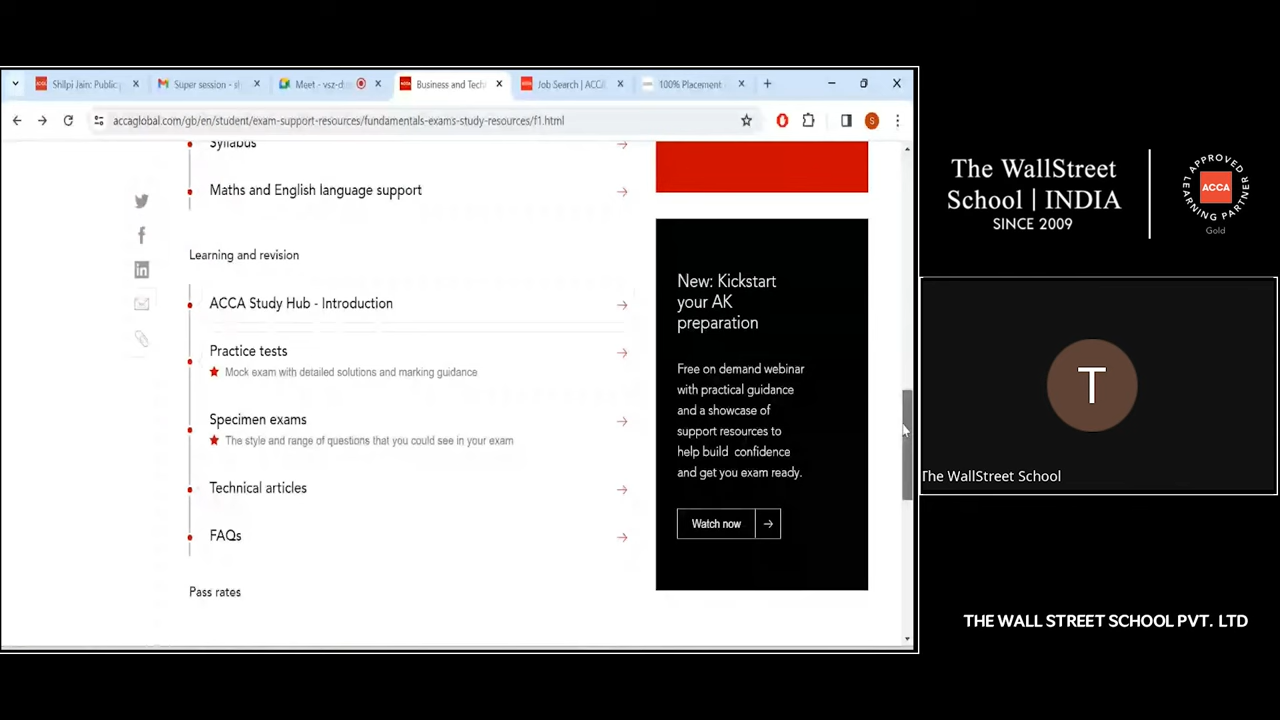 Shilpi Jain: Public
Super session - sl
Meet - vsz-d
Business and Tech
Job Search | ACCA
100% Placement
accaglobal.com/gb/en/student/exam-support-resources/fundamentals-exams-study-resources/f1.html
S
Syllabus
Maths and English language support
Learning and revision
ACCA Study Hub - Introduction
Practice tests
Mock exam with detailed solutions and marking guidance
Specimen exams
The style and range of questions that you could see in your exam
Technical articles
FAQs
Pass rates
New: Kickstart
your AK
preparation
Free on demand webinar
with practical guidance
and a showcase of
support resources to
help build confidence
and get you exam ready.
Watch now
The WallStreet
School | INDIA
SINCE 2009
APPROVED
ACCA
LEARNING PARTNER
Gold
T
The WallStreet School
THE WALL STREET SCHOOL PVT. LTD